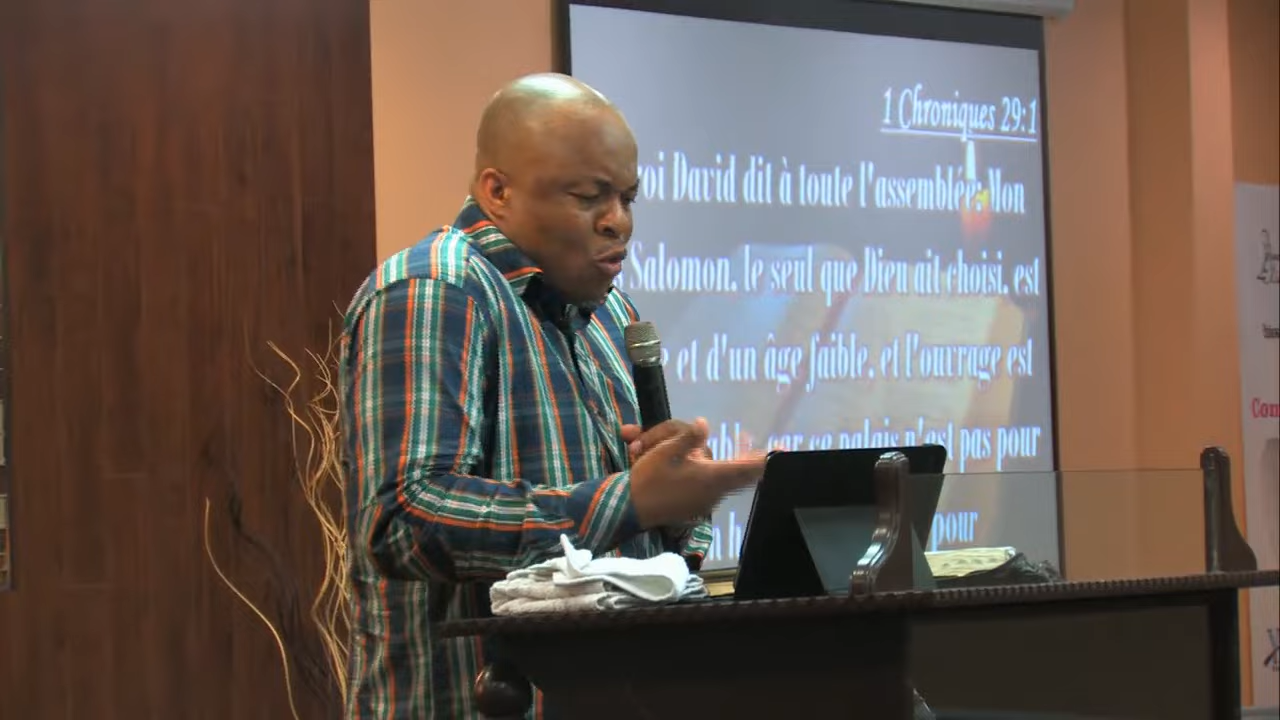 1 Chroniques 29:1
roi David dit à toute l'assemblée: Mon
Salomon, le seul que Dieu ait choisi, est
et d'un âge faible, et l'ouvrage est
car ce palais n'est pas pour
pour